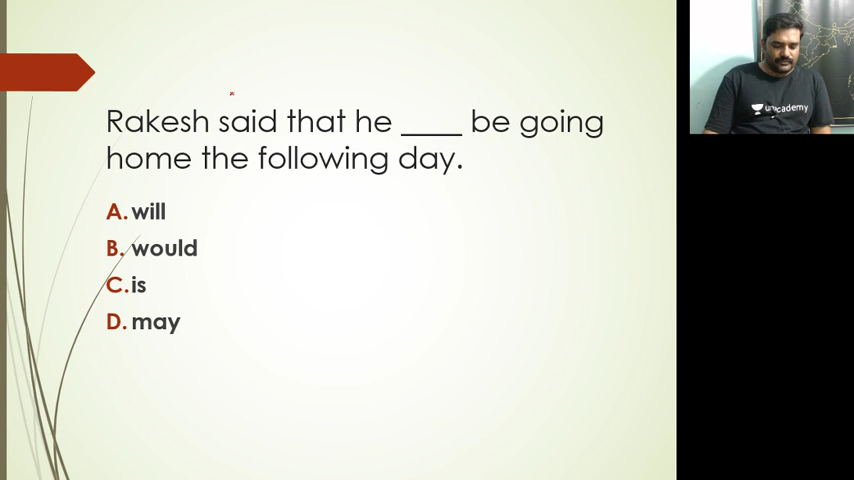 Rakesh said that he ____ be going
home the following day.
A. will
B. would
C. is
D. may
unacademy